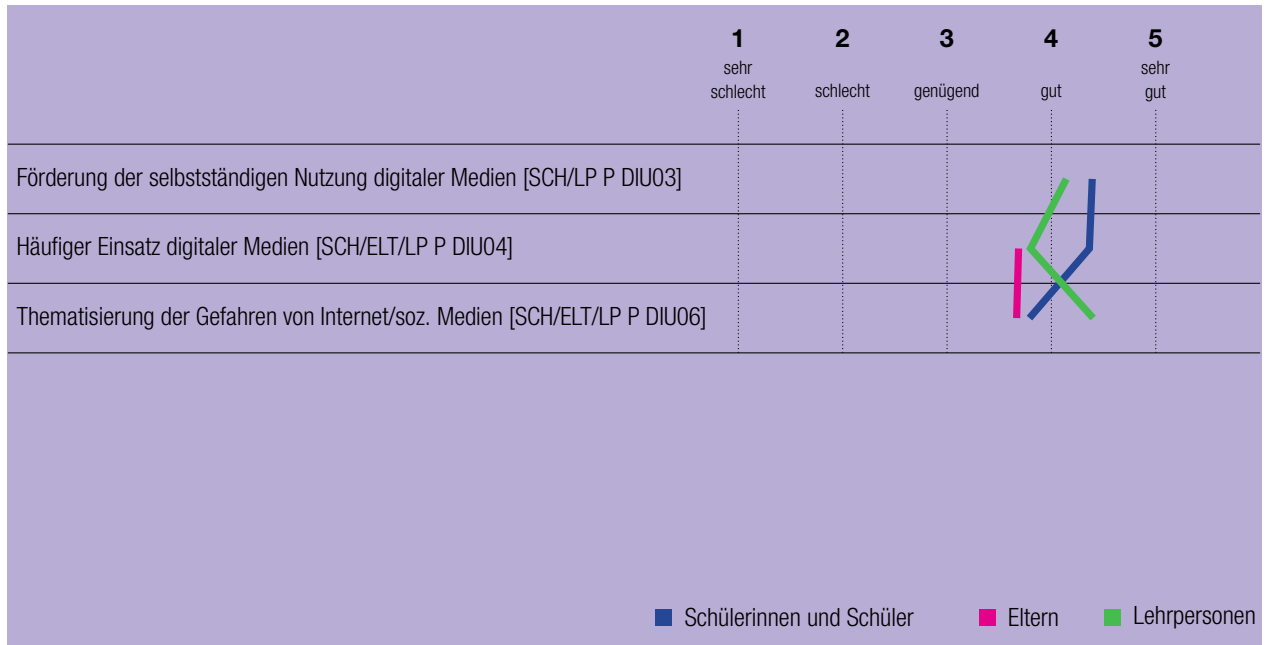 1 2 3 4 5
sehr schlecht schlecht genügend gut sehr gut
Förderung der selbstständigen Nutzung digitaler Medien [SCH/LP P DIU03]
Häufiger Einsatz digitaler Medien [SCH/ELT/LP P DIU04]
Thematisierung der Gefahren von Internet/soz. Medien [SCH/ELT/LP P DIU06]
Schülerinnen und Schüler Eltern Lehrpersonen